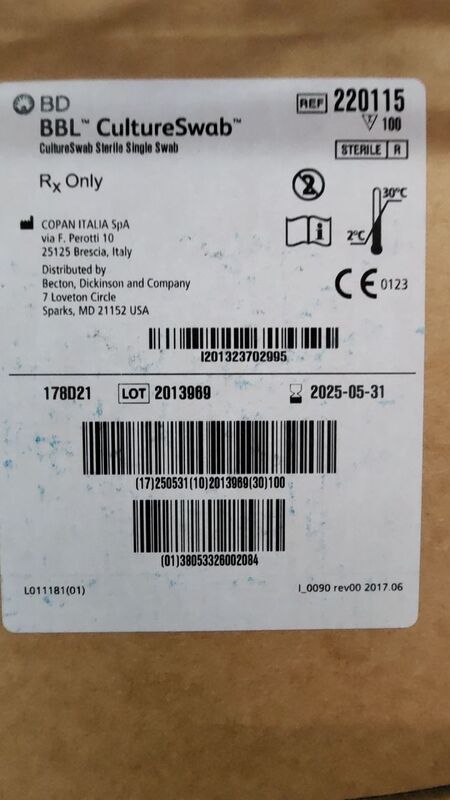 BD
BBL™ CultureSwab™
CultureSwab Sterile Single Swab
REF 220115
100
STERILE R
Rx Only
2
30°C
2°C
COPAN ITALIA SpA
via F. Perotti 10
25125 Brescia, Italy
Distributed by
Becton, Dickinson and Company
7 Loveton Circle
Sparks, MD 21152 USA
CE 0123
I201323702995
178D21 LOT 2013969 2025-05-31
(17)250531(10)2013969(30)100
(01)38053326002084
L011181(01) I_0090 rev00 2017.06